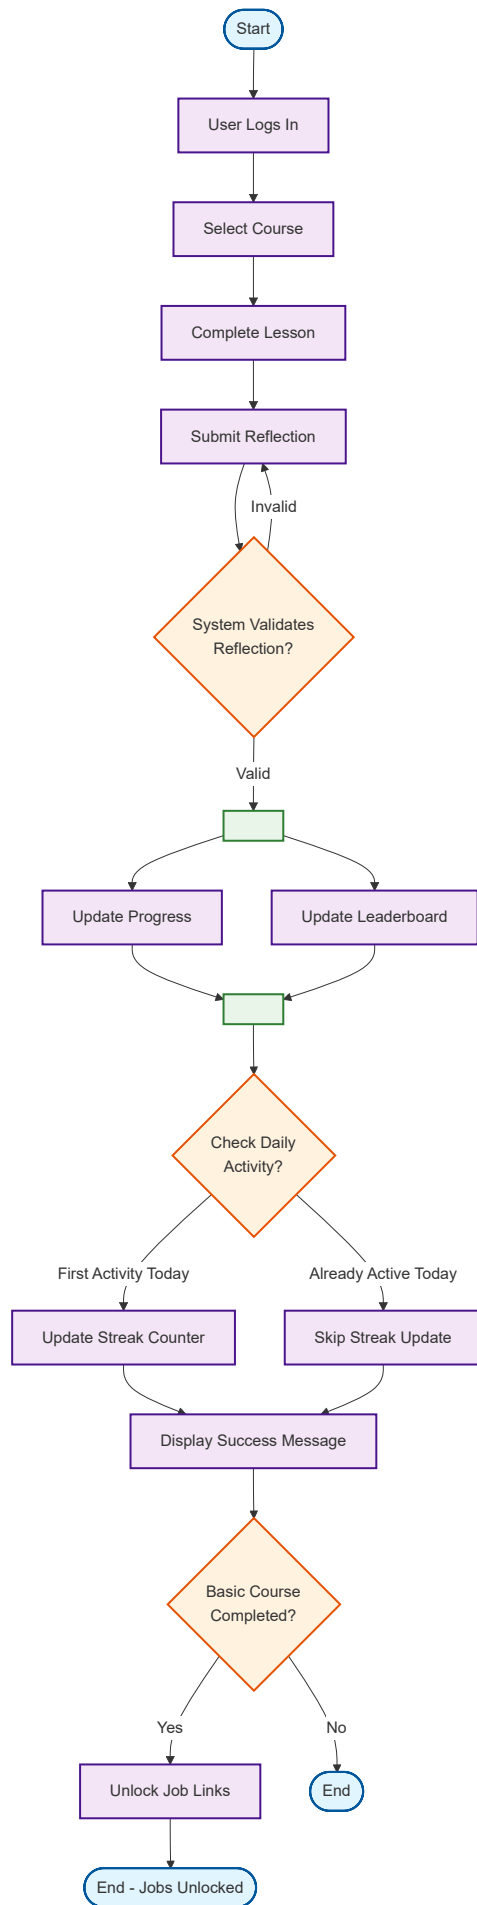 Start
User Logs In
Select Course
Complete Lesson
Submit Reflection
Invalid
System Validates
Reflection?
Valid
Update Progress
Update Leaderboard
Check Daily
Activity?
First Activity Today
Already Active Today
Update Streak Counter
Skip Streak Update
Display Success Message
Basic Course
Completed?
Yes
No
Unlock Job Links
End
End - Jobs Unlocked